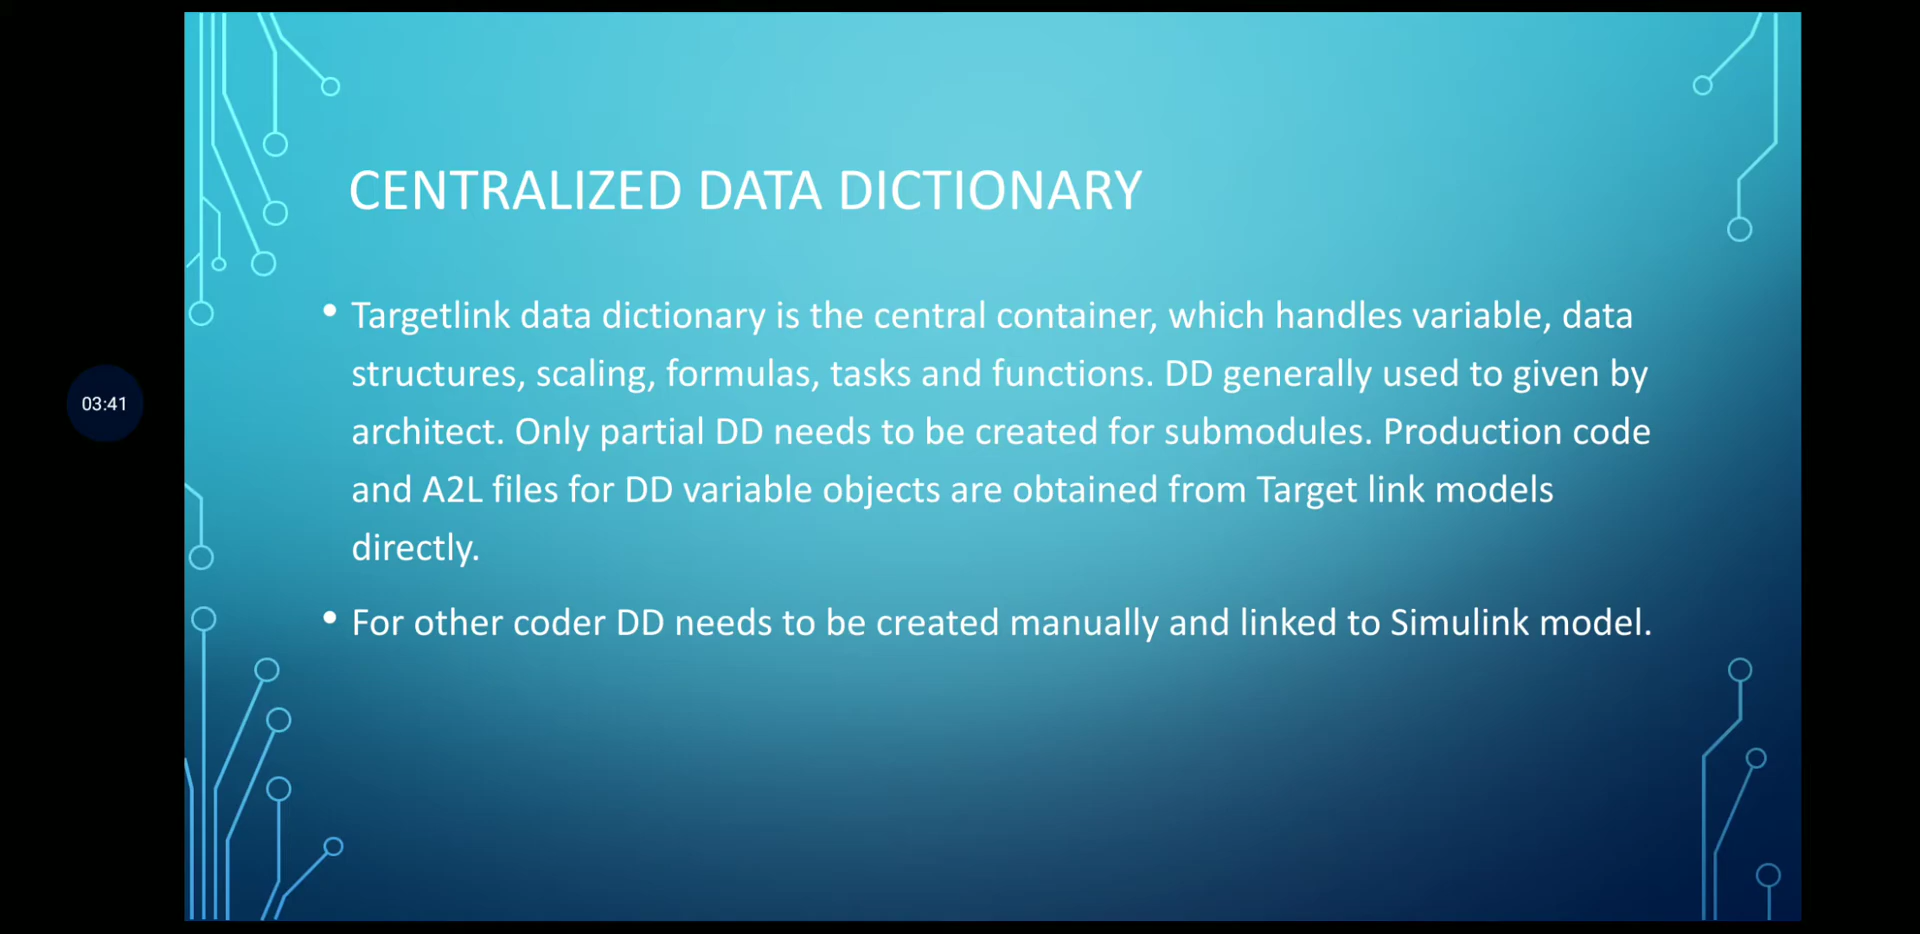 CENTRALIZED DATA DICTIONARY
• Targetlink data dictionary is the central container, which handles variable, data
structures, scaling, formulas, tasks and functions. DD generally used to given by
architect. Only partial DD needs to be created for submodules. Production code
and A2L files for DD variable objects are obtained from Target link models
directly.
• For other coder DD needs to be created manually and linked to Simulink model.
03:41